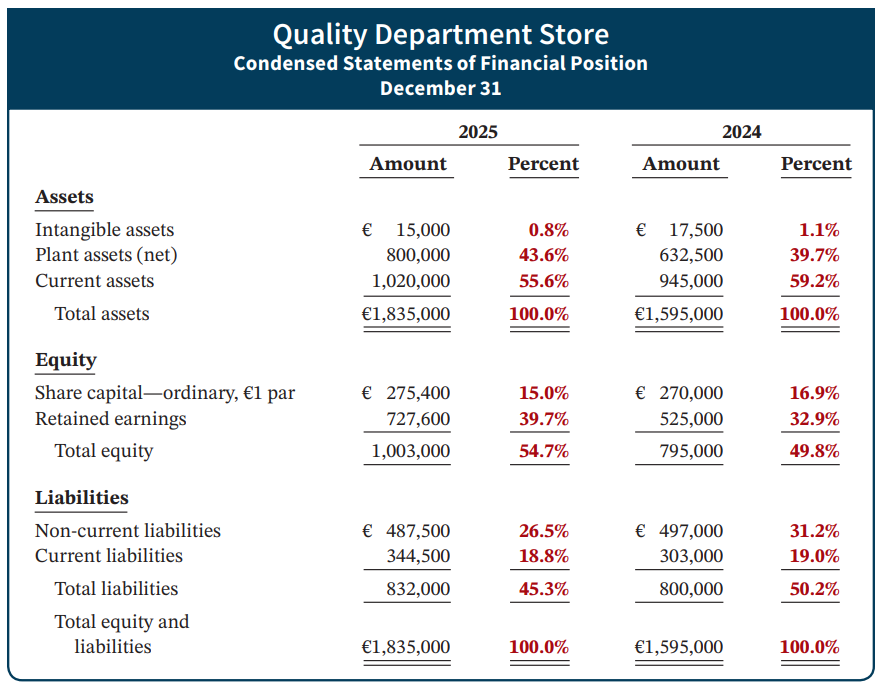 Quality Department Store
Condensed Statements of Financial Position
December 31
2025 2024
Amount Percent Amount Percent
Assets
Intangible assets € 15,000 0.8% € 17,500 1.1%
Plant assets (net) 800,000 43.6% 632,500 39.7%
Current assets 1,020,000 55.6% 945,000 59.2%
Total assets €1,835,000 100.0% €1,595,000 100.0%
Equity
Share capital—ordinary, €1 par € 275,400 15.0% € 270,000 16.9%
Retained earnings 727,600 39.7% 525,000 32.9%
Total equity 1,003,000 54.7% 795,000 49.8%
Liabilities
Non-current liabilities € 487,500 26.5% € 497,000 31.2%
Current liabilities 344,500 18.8% 303,000 19.0%
Total liabilities 832,000 45.3% 800,000 50.2%
Total equity and
liabilities €1,835,000 100.0% €1,595,000 100.0%